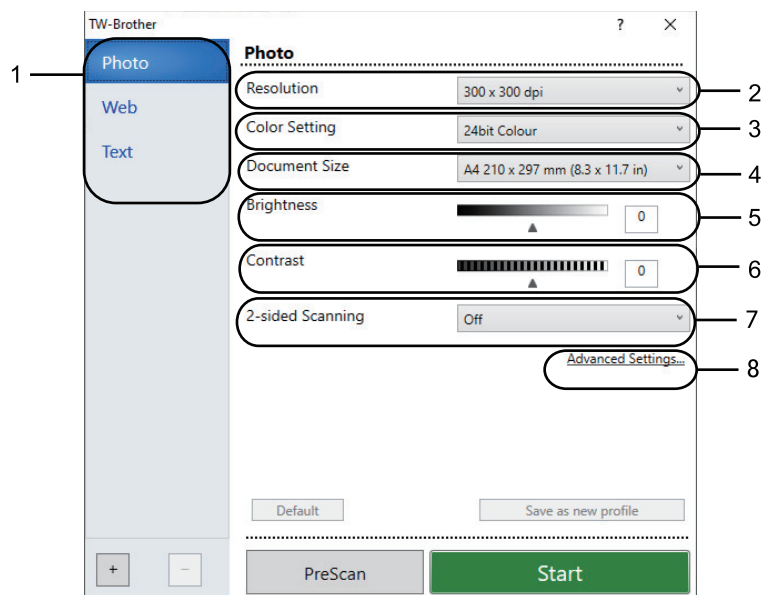 TW-Brother ? ×
1 Photo
Web
Text
Photo
Resolution 300 x 300 dpi 2
Color Setting 24bit Colour 3
Document Size A4 210 x 297 mm (8.3 x 11.7 in) 4
Brightness 0 5
Contrast 0 6
2-sided Scanning Off 7
Advanced Settings... 8
Default Save as new profile
+ − PreScan Start